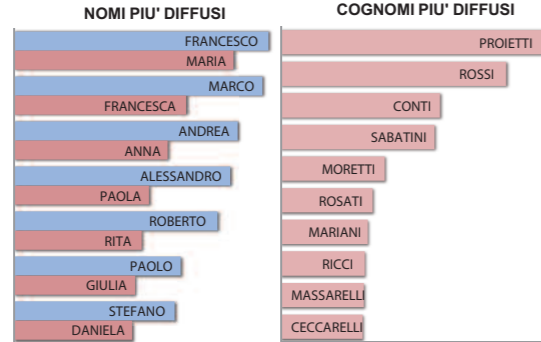 NOMI PIU' DIFFUSI
FRANCESCO
MARIA
MARCO
FRANCESCA
ANDREA
ANNA
ALESSANDRO
PAOLA
ROBERTO
RITA
PAOLO
GIULIA
STEFANO
DANIELA
COGNOMI PIU' DIFFUSI
PROIETTI
ROSSI
CONTI
SABATINI
MORETTI
ROSATI
MARIANI
RICCI
MASSARELLI
CECCARELLI